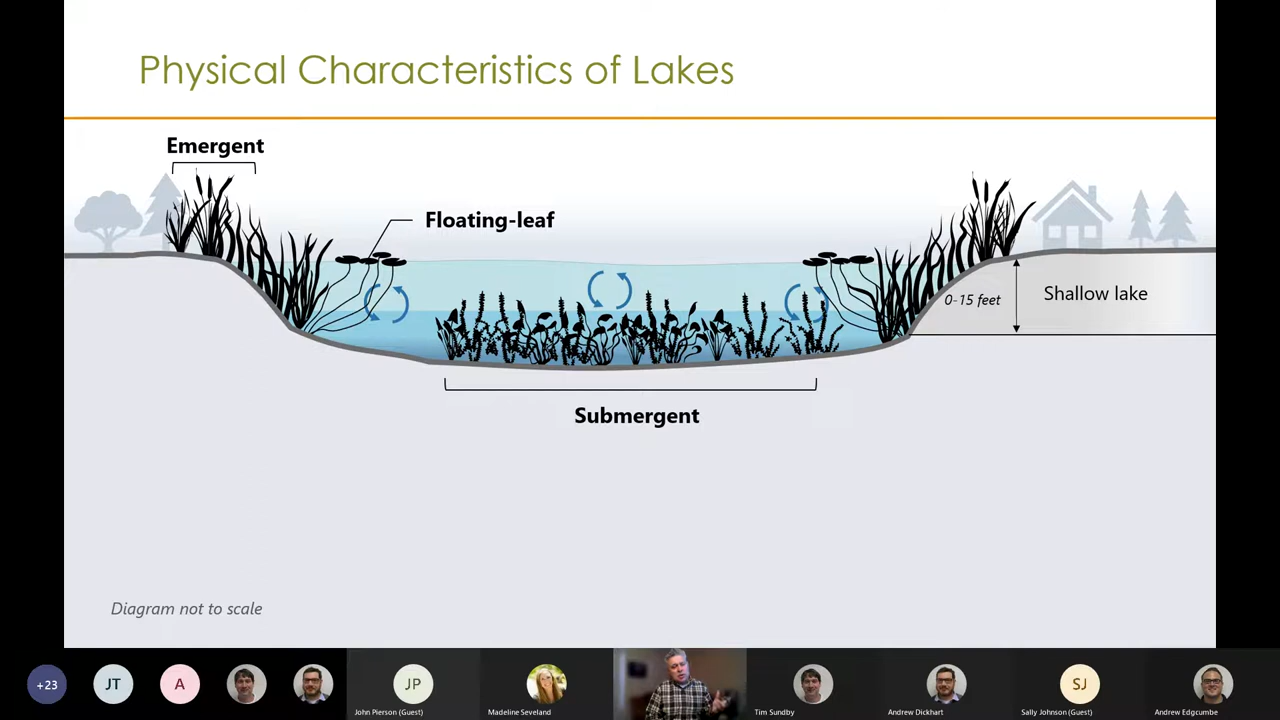 Physical Characteristics of Lakes
Emergent
Floating-leaf
0-15 feet
Shallow lake
Submergent
Diagram not to scale
+23
JT
A
JP
SJ
John Pierson (Guest)
Madeline Seveland
Tim Sundby
Andrew Dickhart
Sally Johnson (Guest)
Andrew Edgcumbe